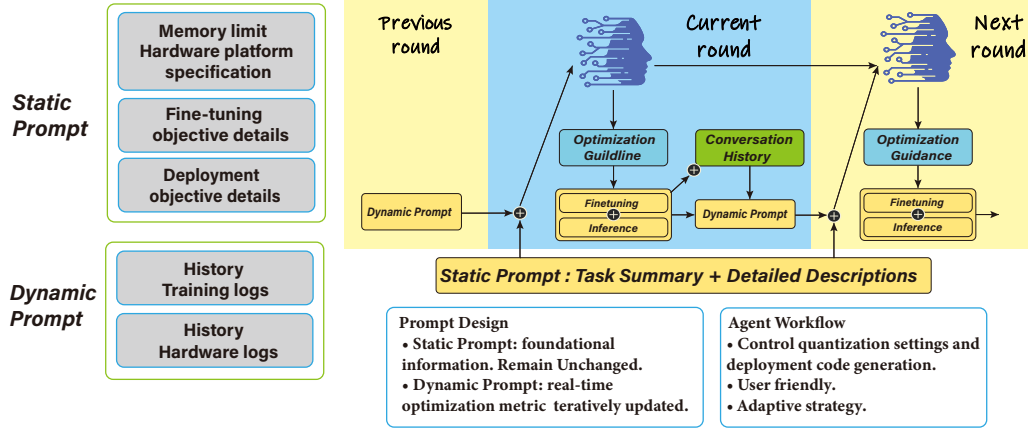 Static
Prompt
Memory limit
Hardware platform
specification
Fine-tuning
objective details
Deployment
objective details
Dynamic
Prompt
History
Training logs
History
Hardware logs
Previous
round
Current
round
Next
round
Optimization
Guildline
Conversation
History
Optimization
Guidance
Dynamic Prompt
Finetuning
Inference
Dynamic Prompt
Finetuning
Inference
Static Prompt : Task Summary + Detailed Descriptions
Prompt Design
• Static Prompt: foundational
information. Remain Unchanged.
• Dynamic Prompt: real-time
optimization metric teratively updated.
Agent Workflow
• Control quantization settings and
deployment code generation.
• User friendly.
• Adaptive strategy.